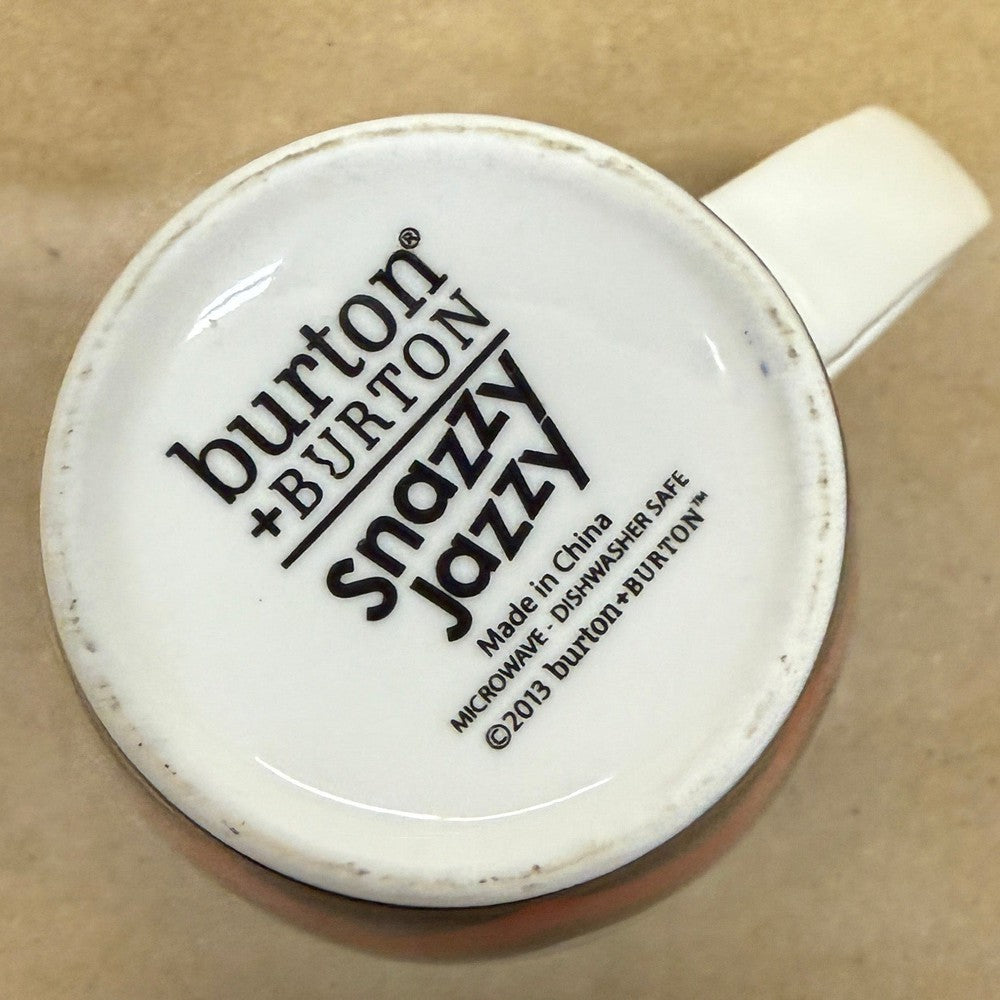 burton®
+BURTON
snazzy
jazzy
Made in China
MICROWAVE - DISHWASHER SAFE
©2013 burton+BURTON™